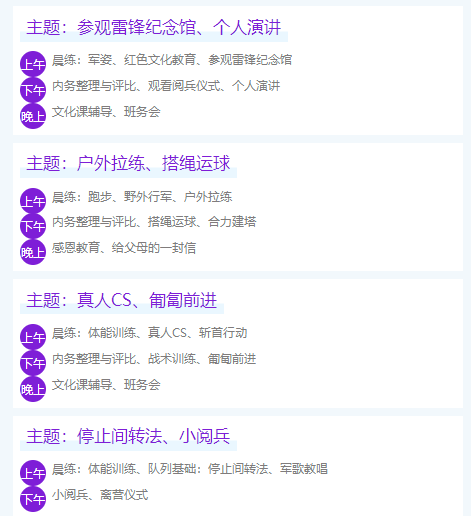 主题：参观雷锋纪念馆、个人演讲
上午 晨练：军姿、红色文化教育、参观雷锋纪念馆
下午 内务整理与评比、观看阅兵仪式、个人演讲
晚上 文化课辅导、班务会
主题：户外拉练、搭绳运球
上午 晨练：跑步、野外行军、户外拉练
下午 内务整理与评比、搭绳运球、合力建塔
晚上 感恩教育、给父母的一封信
主题：真人CS、匍匐前进
上午 晨练：体能训练、真人CS、斩首行动
下午 内务整理与评比、战术训练、匍匐前进
晚上 文化课辅导、班务会
主题：停止间转法、小阅兵
上午 晨练：体能训练、队列基础：停止间转法、军歌教唱
下午 小阅兵、离营仪式